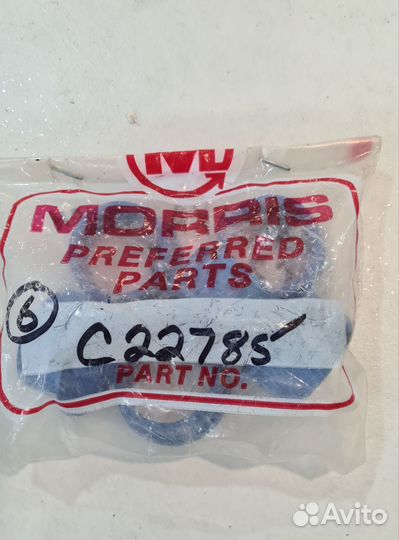 MORRIS
PREFERRED
PARTS
6
C22785
PART NO.
Avito